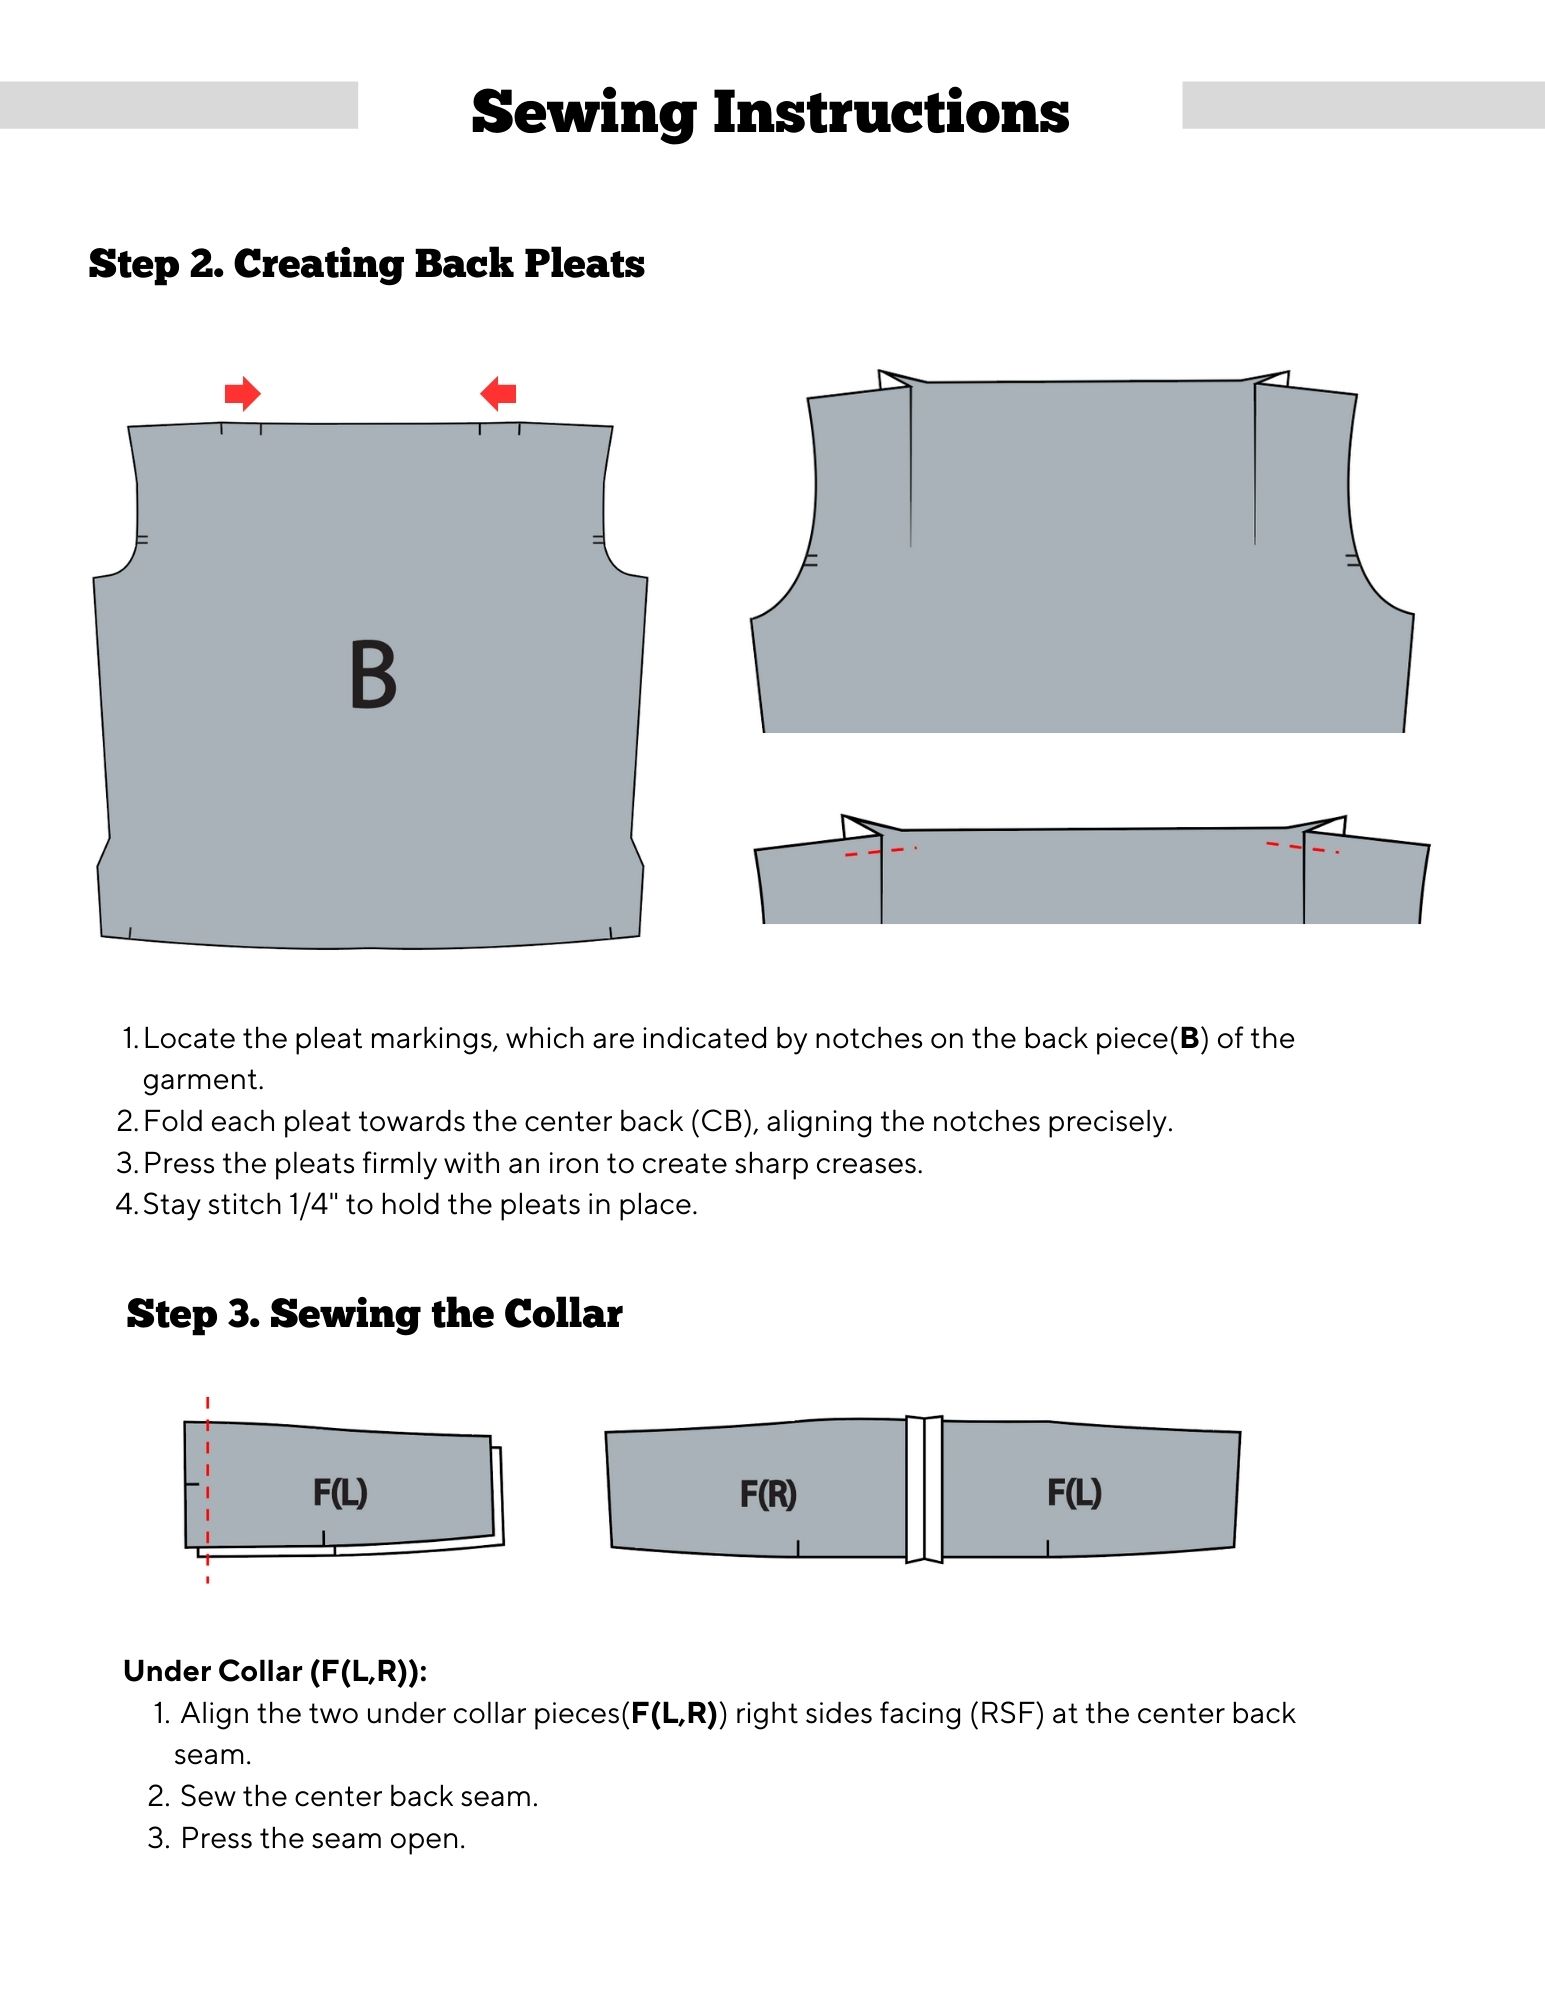 Sewing Instructions
Step 2. Creating Back Pleats
B
1. Locate the pleat markings, which are indicated by notches on the back piece(B) of the
garment.
2. Fold each pleat towards the center back (CB), aligning the notches precisely.
3. Press the pleats firmly with an iron to create sharp creases.
4. Stay stitch 1/4" to hold the pleats in place.
Step 3. Sewing the Collar
F(L)
F(R)
F(L)
Under Collar (F(L,R)):
1. Align the two under collar pieces(F(L,R)) right sides facing (RSF) at the center back
seam.
2. Sew the center back seam.
3. Press the seam open.